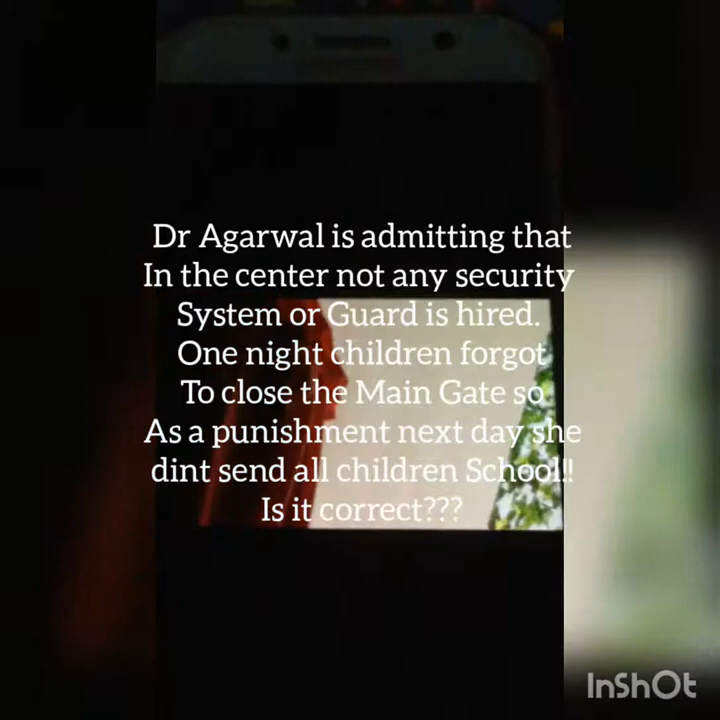 Dr Agarwal is admitting that
In the center not any security
System or Guard is hired.
One night children forgot
To close the Main Gate so
As a punishment next day she
dint send all children School!!
Is it correct???
InShOt